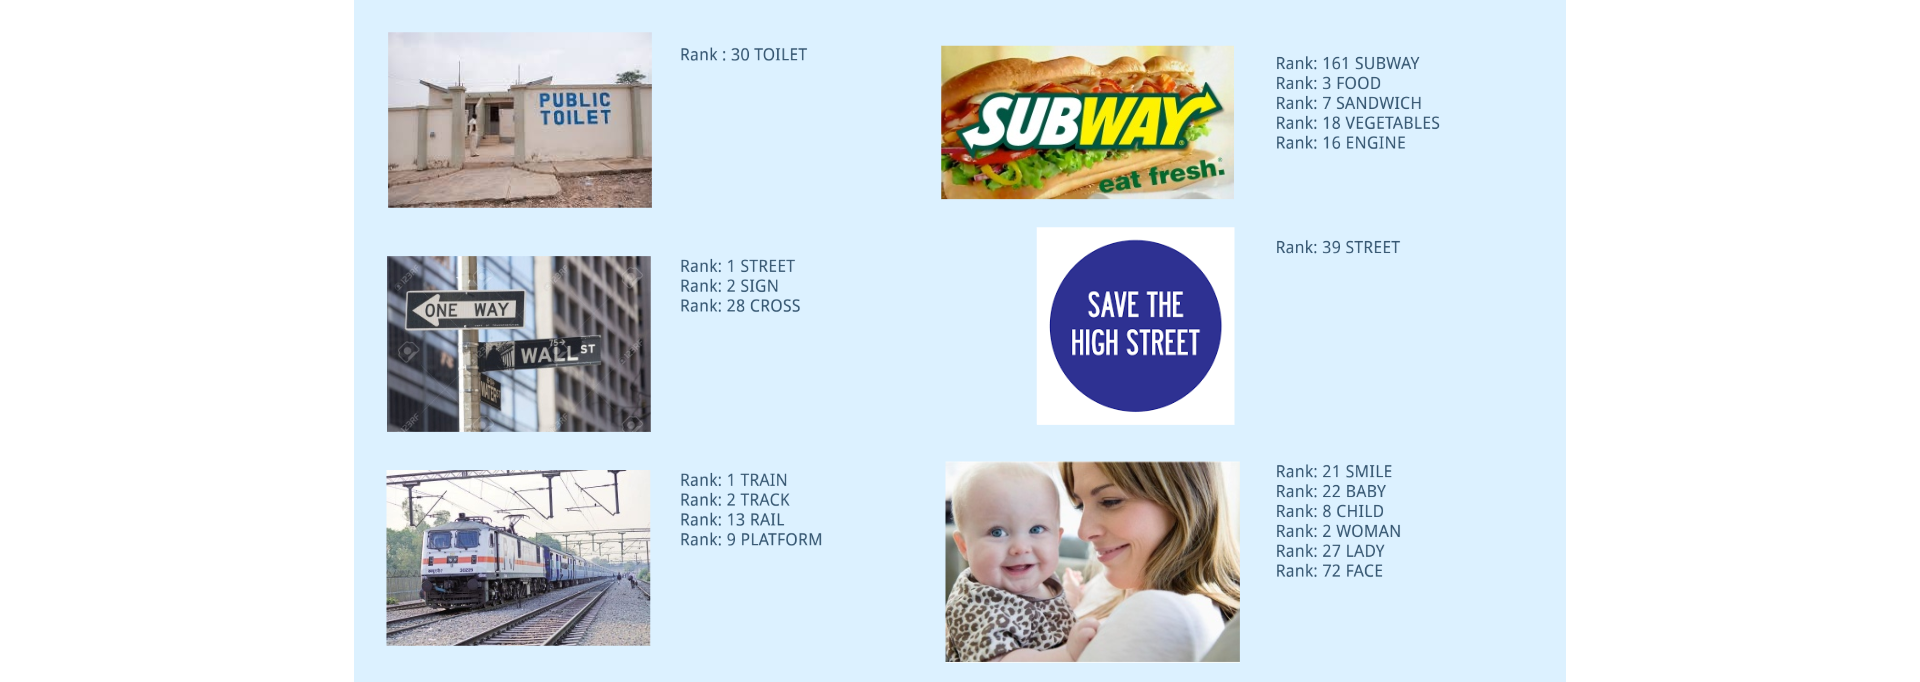 PUBLIC
TOILET
Rank : 30 TOILET
SUBWAY
eat fresh.
Rank: 161 SUBWAY
Rank: 3 FOOD
Rank: 7 SANDWICH
Rank: 18 VEGETABLES
Rank: 16 ENGINE
ONE WAY
WALL ST
WATER
Rank: 1 STREET
Rank: 2 SIGN
Rank: 28 CROSS
SAVE THE
HIGH STREET
Rank: 39 STREET
Rank: 1 TRAIN
Rank: 2 TRACK
Rank: 13 RAIL
Rank: 9 PLATFORM
Rank: 21 SMILE
Rank: 22 BABY
Rank: 8 CHILD
Rank: 2 WOMAN
Rank: 27 LADY
Rank: 72 FACE